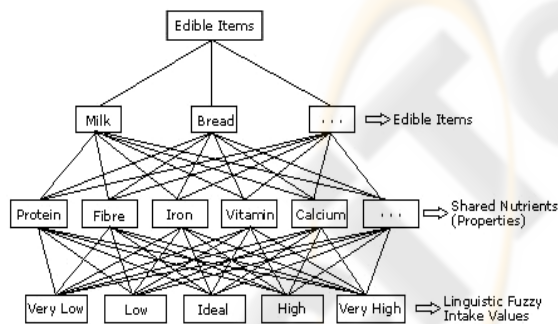 Edible Items
Milk Bread ... Edible Items
Protein Fibre Iron Vitamin Calcium ... Shared Nutrients
(Properties)
Very Low Low Ideal High Very High Linguistic Fuzzy
Intake Values